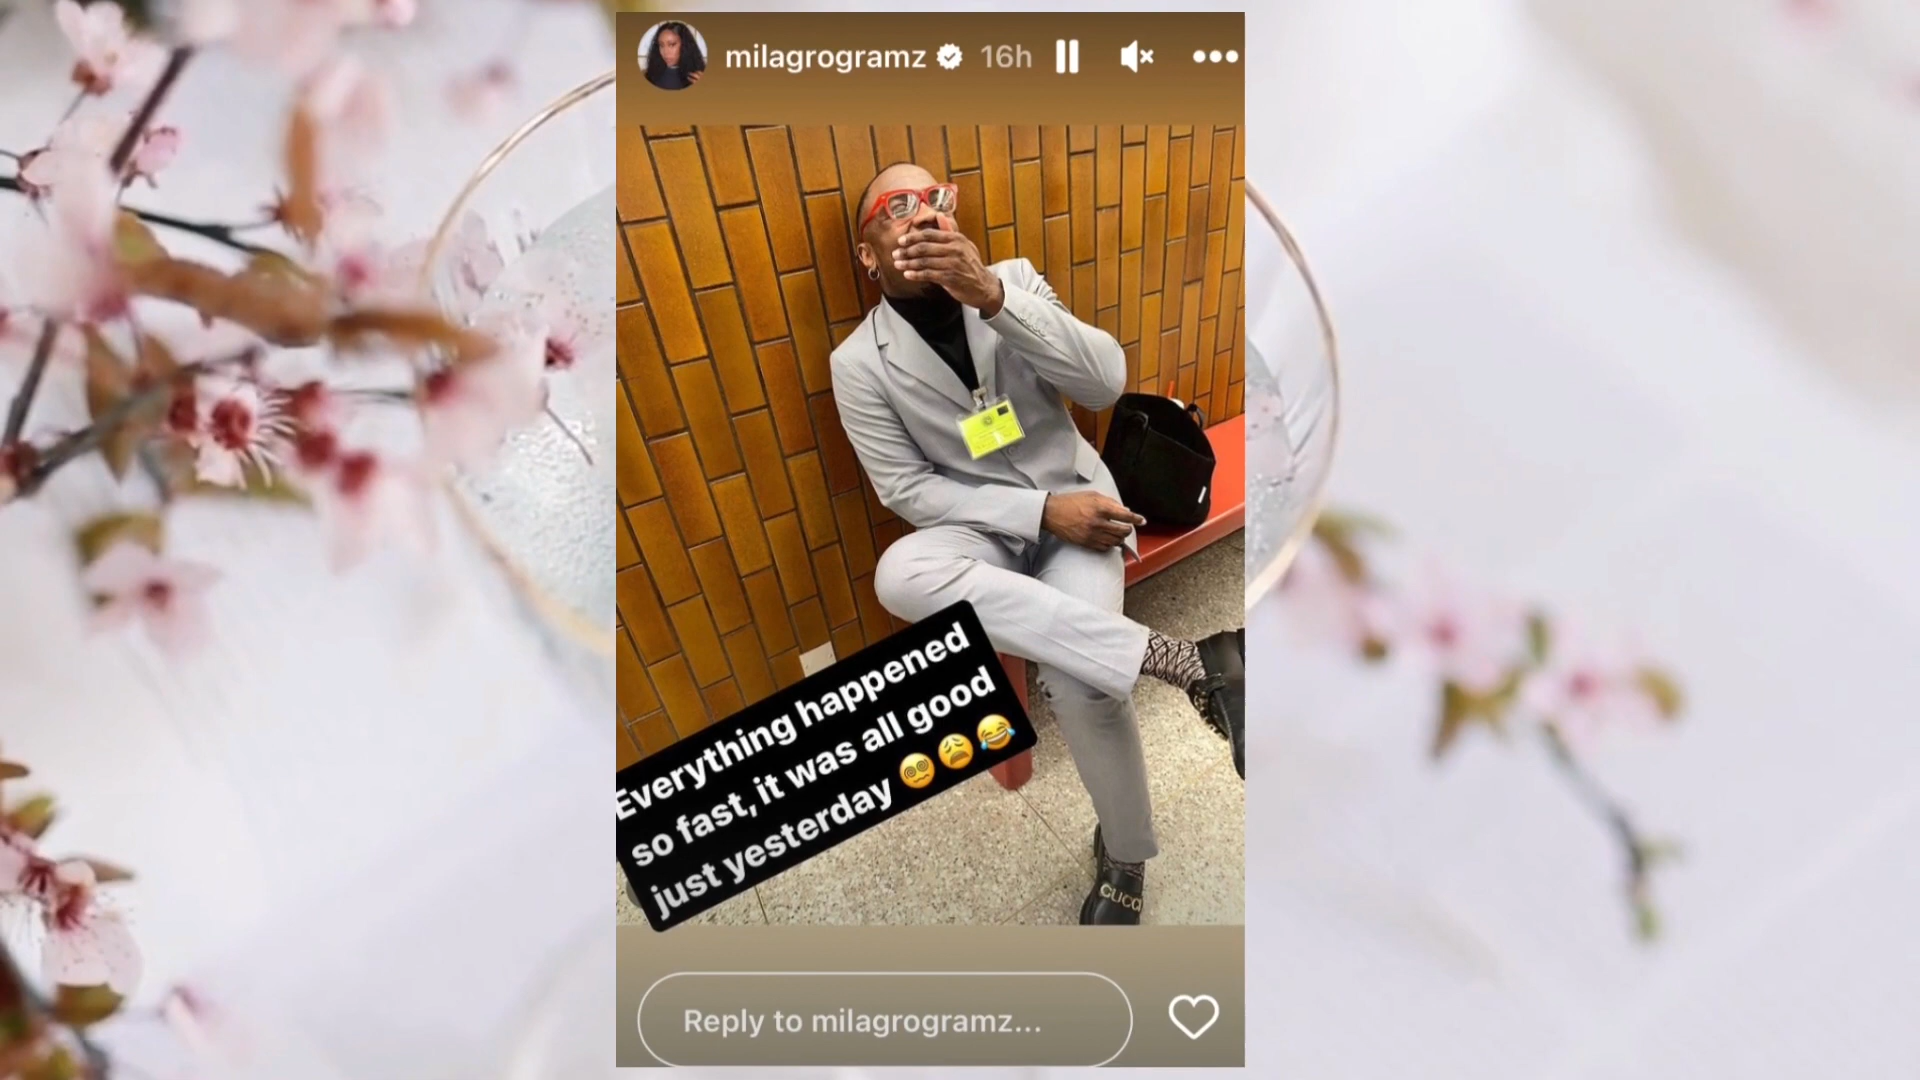 milagrogramz 16h
Everything happened
so fast, it was all good
just yesterday 😵‍💫😩😂
GUCCI
Reply to milagrogramz...